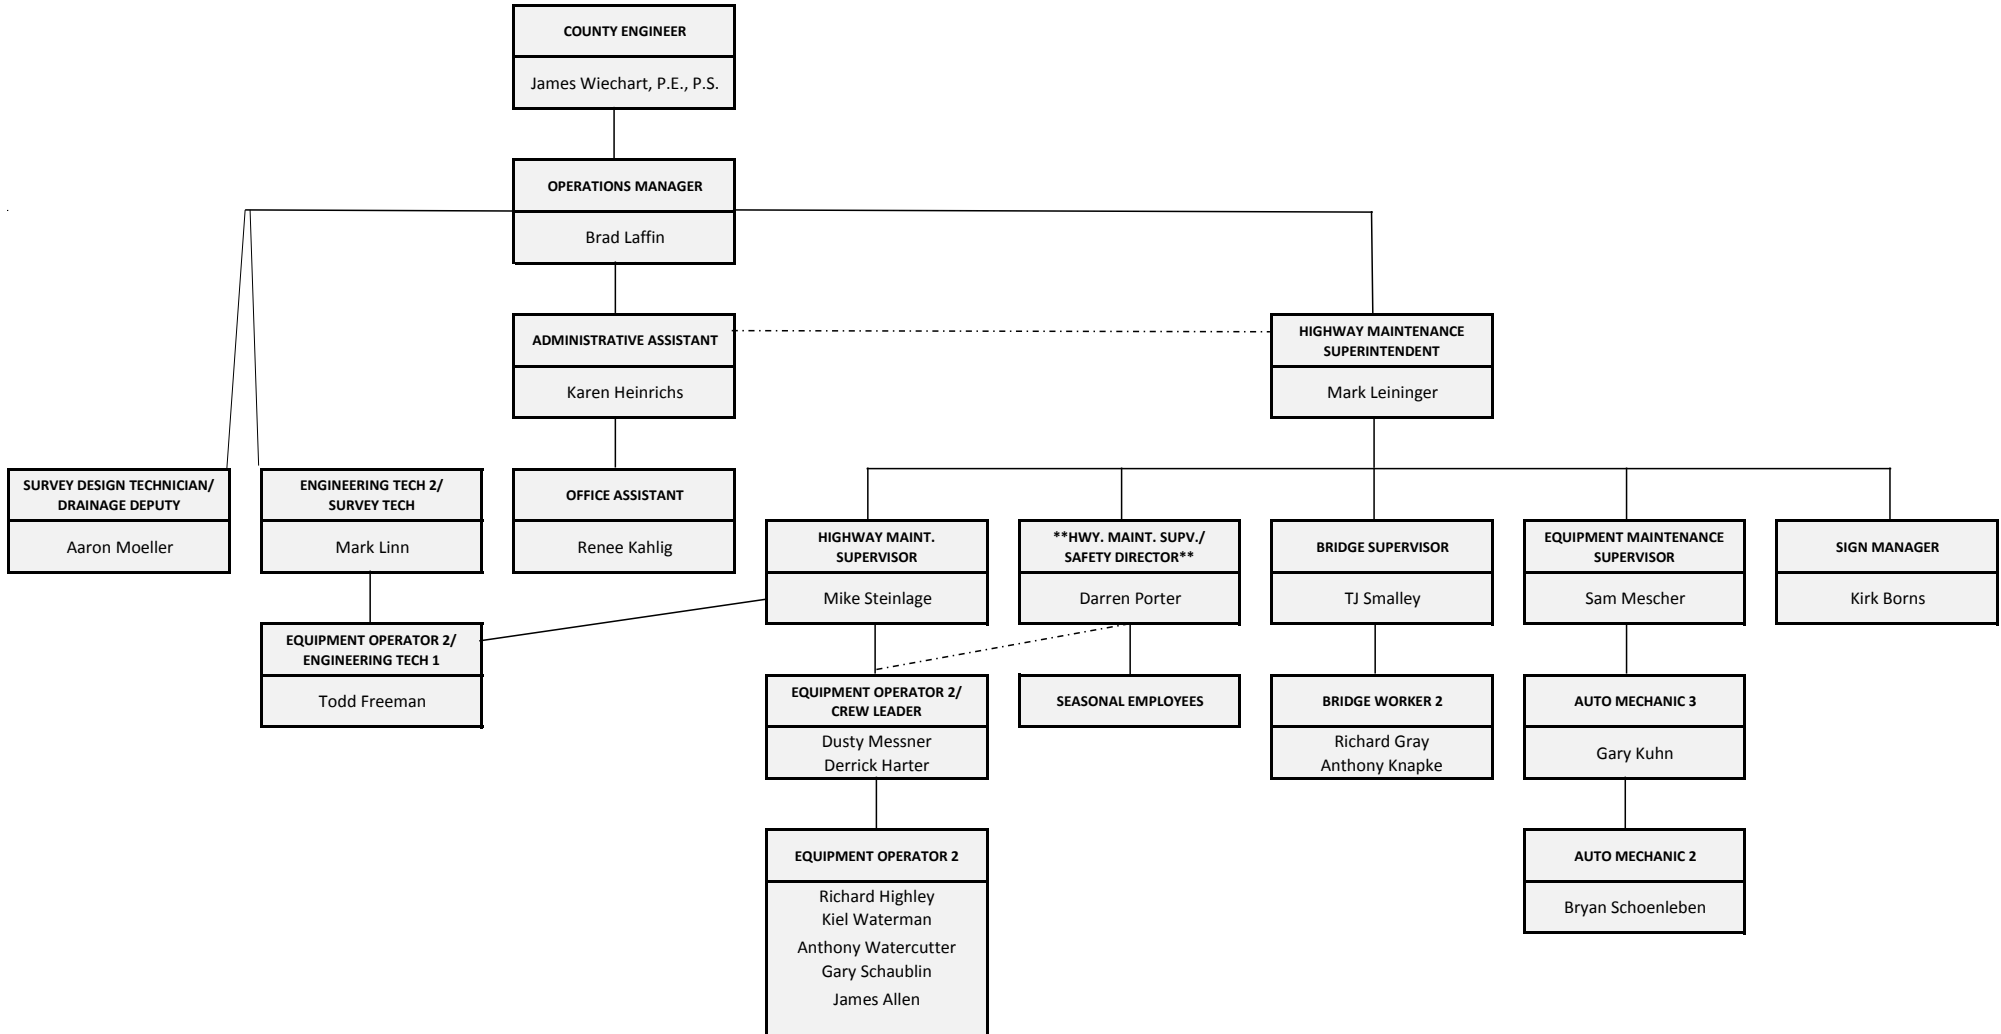 COUNTY ENGINEER
James Wiechart, P.E., P.S.
OPERATIONS MANAGER
Brad Laffin
ADMINISTRATIVE ASSISTANT
Karen Heinrichs
HIGHWAY MAINTENANCE
SUPERINTENDENT
Mark Leininger
SURVEY DESIGN TECHNICIAN/
DRAINAGE DEPUTY
Aaron Moeller
ENGINEERING TECH 2/
SURVEY TECH
Mark Linn
OFFICE ASSISTANT
Renee Kahlig
HIGHWAY MAINT.
SUPERVISOR
Mike Steinlage
**HWY. MAINT. SUPV./
SAFETY DIRECTOR**
Darren Porter
BRIDGE SUPERVISOR
TJ Smalley
EQUIPMENT MAINTENANCE
SUPERVISOR
Sam Mescher
SIGN MANAGER
Kirk Borns
EQUIPMENT OPERATOR 2/
ENGINEERING TECH 1
Todd Freeman
EQUIPMENT OPERATOR 2/
CREW LEADER
Dusty Messner
Derrick Harter
SEASONAL EMPLOYEES
BRIDGE WORKER 2
Richard Gray
Anthony Knapke
AUTO MECHANIC 3
Gary Kuhn
EQUIPMENT OPERATOR 2
Richard Highley
Kiel Waterman
Anthony Watercutter
Gary Schaublin
James Allen
AUTO MECHANIC 2
Bryan Schoenleben